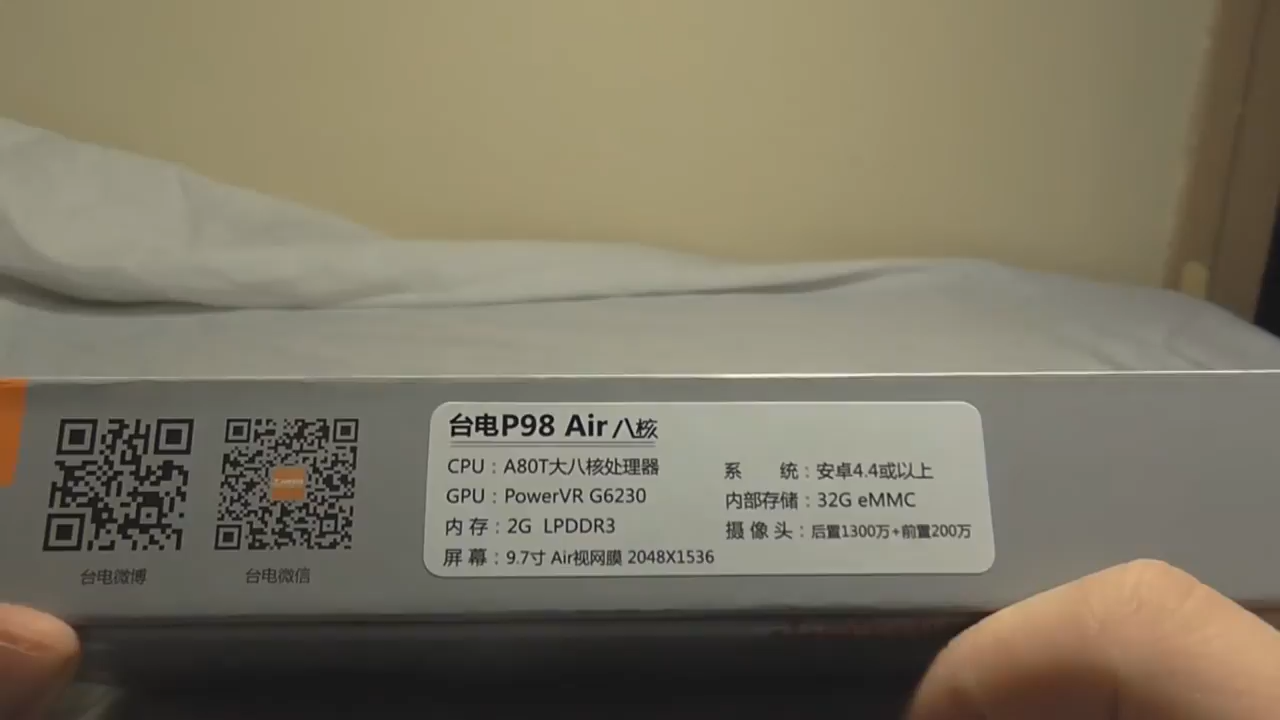 台电P98 Air 八核
CPU：A80T大八核处理器
GPU：PowerVR G6230
内 存：2G LPDDR3
屏 幕：9.7寸 Air视网膜 2048X1536
系 统：安卓4.4或以上
内部存储：32G eMMC
摄 像 头：后置1300万+前置200万
台电微博
台电微信